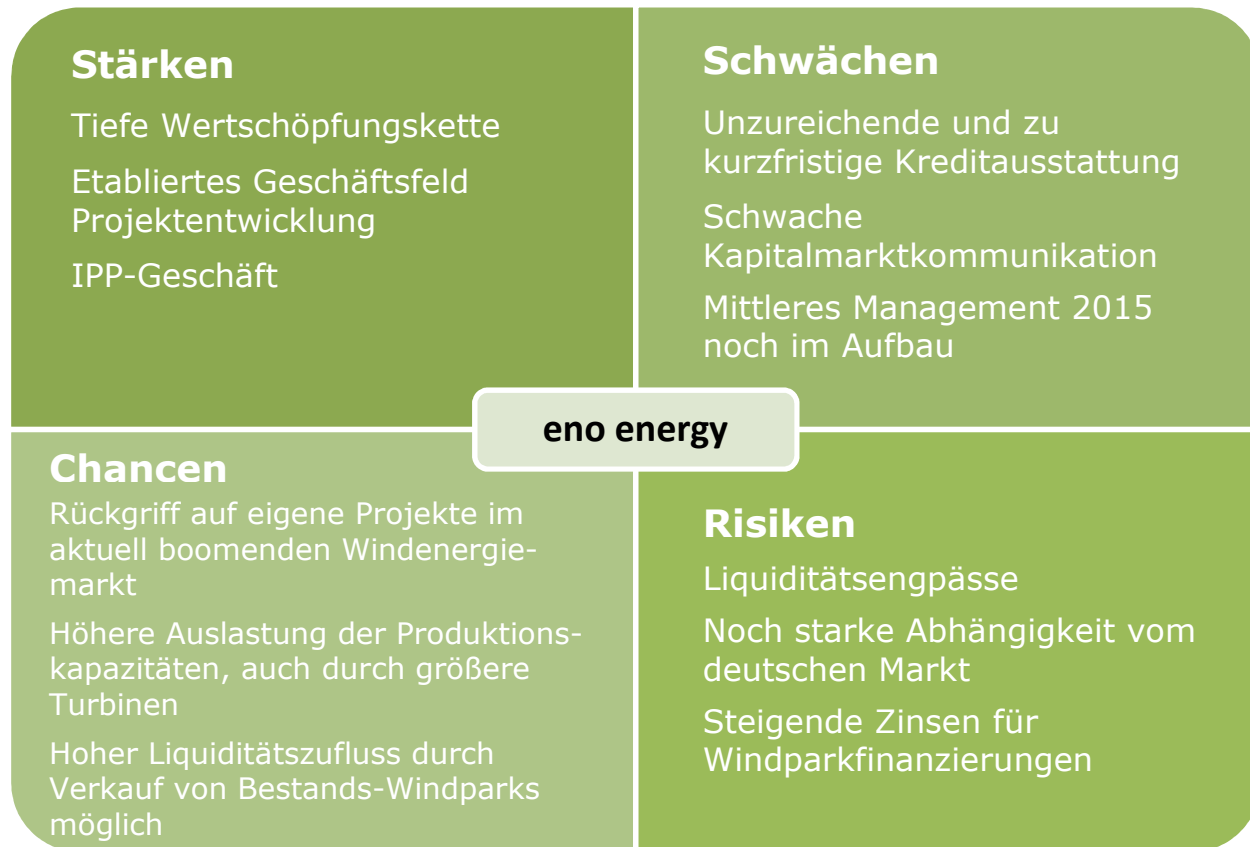 Stärken
Tiefe Wertschöpfungskette
Etabliertes Geschäftsfeld
Projektentwicklung
IPP-Geschäft
Schwächen
Unzureichende und zu
kurzfristige Kreditausstattung
Schwache
Kapitalmarktkommunikation
Mittleres Management 2015
noch im Aufbau
eno energy
Chancen
Rückgriff auf eigene Projekte im
aktuell boomenden Windenergie-
markt
Höhere Auslastung der Produktions-
kapazitäten, auch durch größere
Turbinen
Hoher Liquiditätszufluss durch
Verkauf von Bestands-Windparks
möglich
Risiken
Liquiditätsengpässe
Noch starke Abhängigkeit vom
deutschen Markt
Steigende Zinsen für
Windparkfinanzierungen